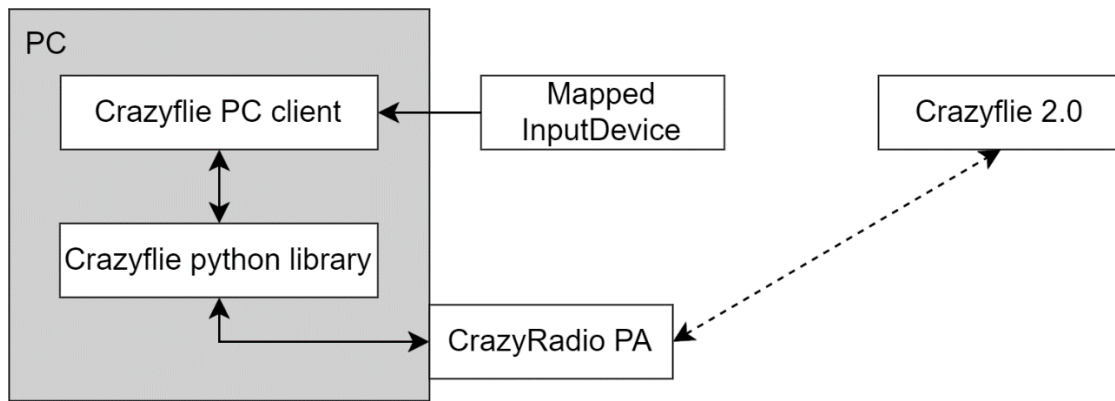 PC
Crazyflie PC client
Mapped
InputDevice
Crazyflie 2.0
Crazyflie python library
CrazyRadio PA